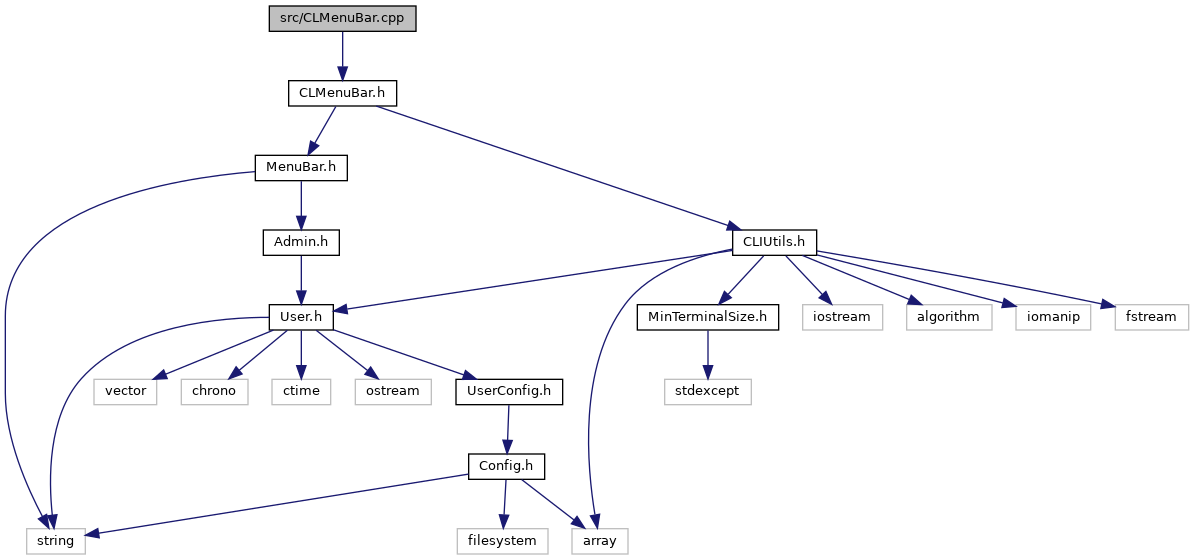 src/CLMenuBar.cpp
CLMenuBar.h
MenuBar.h
Admin.h
CLIUtils.h
User.h
MinTerminalSize.h
iostream
algorithm
iomanip
fstream
vector
chrono
ctime
ostream
UserConfig.h
stdexcept
Config.h
string
filesystem
array